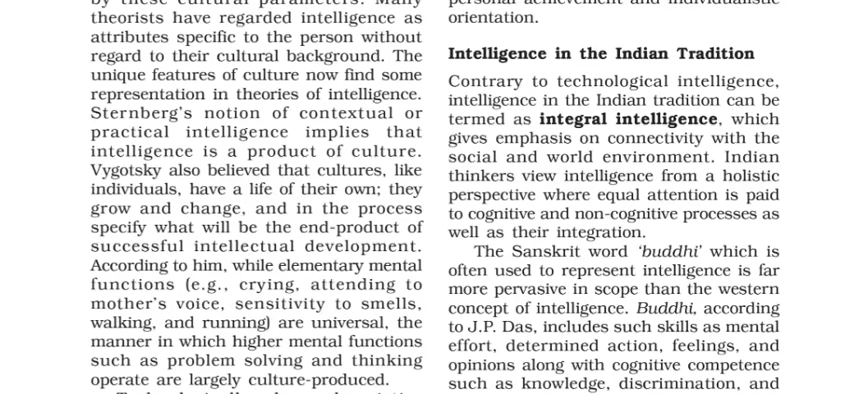 by these cultural parameters. Many
theorists have regarded intelligence as
attributes specific to the person without
regard to their cultural background. The
unique features of culture now find some
representation in theories of intelligence.
Sternberg's notion of contextual or
practical intelligence implies that
intelligence is a product of culture.
Vygotsky also believed that cultures, like
individuals, have a life of their own; they
grow and change, and in the process
specify what will be the end-product of
successful intellectual development.
According to him, while elementary mental
functions (e.g., crying, attending to
mother's voice, sensitivity to smells,
walking, and running) are universal, the
manner in which higher mental functions
such as problem solving and thinking
operate are largely culture-produced.
personal achievement and individualistic
orientation.
Intelligence in the Indian Tradition
Contrary to technological intelligence,
intelligence in the Indian tradition can be
termed as integral intelligence, which
gives emphasis on connectivity with the
social and world environment. Indian
thinkers view intelligence from a holistic
perspective where equal attention is paid
to cognitive and non-cognitive processes as
well as their integration.
The Sanskrit word 'buddhi' which is
often used to represent intelligence is far
more pervasive in scope than the western
concept of intelligence. Buddhi, according
to J.P. Das, includes such skills as mental
effort, determined action, feelings, and
opinions along with cognitive competence
such as knowledge, discrimination, and